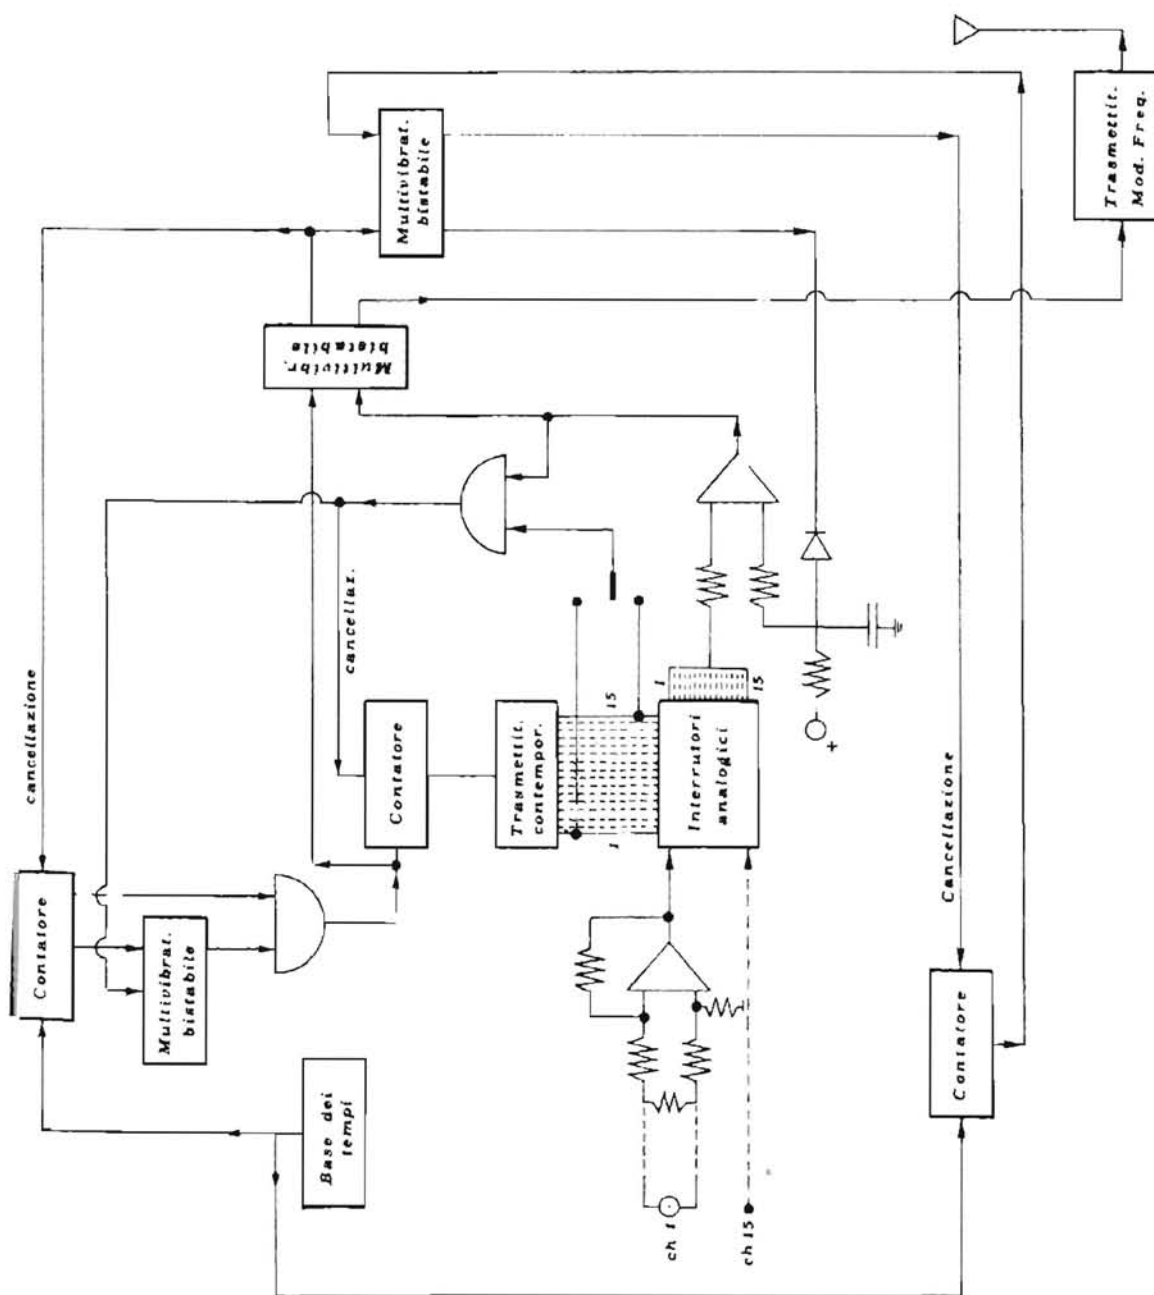 Trasmettit.
Mod. Freq.
Multivibrat.
bistabile
Multivibr.
bistabile
cancellazione
cancellaz.
Contatore
Trasmettit.
contempor.
1
15
Interrutori
analogici
1
15
+
Contatore
Multivibrat.
bistabile
Base dei
tempi
ch 1
ch 15
Cancellazione
Contatore